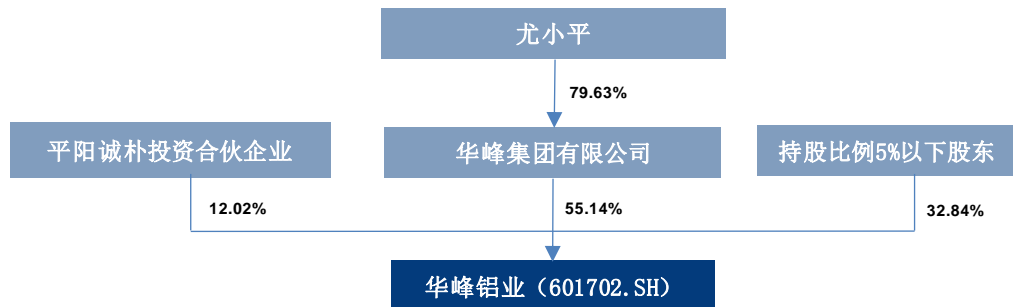 尤小平
79.63%
平阳诚朴投资合伙企业
华峰集团有限公司
持股比例5%以下股东
12.02%
55.14%
32.84%
华峰铝业（601702.SH）